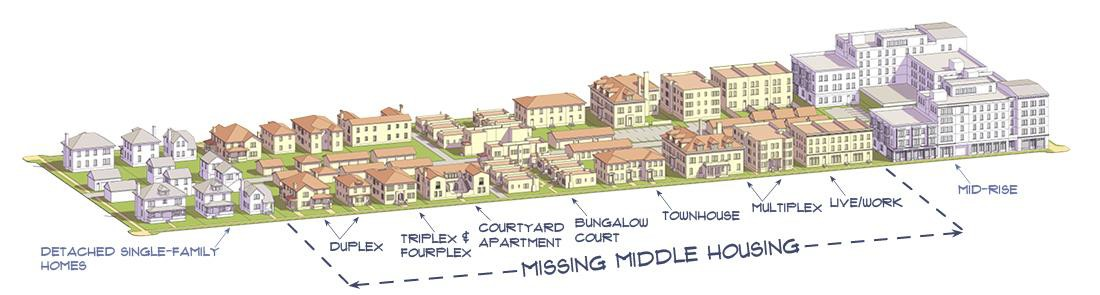 DETACHED SINGLE-FAMILY
HOMES
DUPLEX
TRIPLEX &
FOURPLEX
COURTYARD
APARTMENT
BUNGALOW
COURT
TOWNHOUSE
MULTIPLEX
LIVE/WORK
MID-RISE
MISSING MIDDLE HOUSING